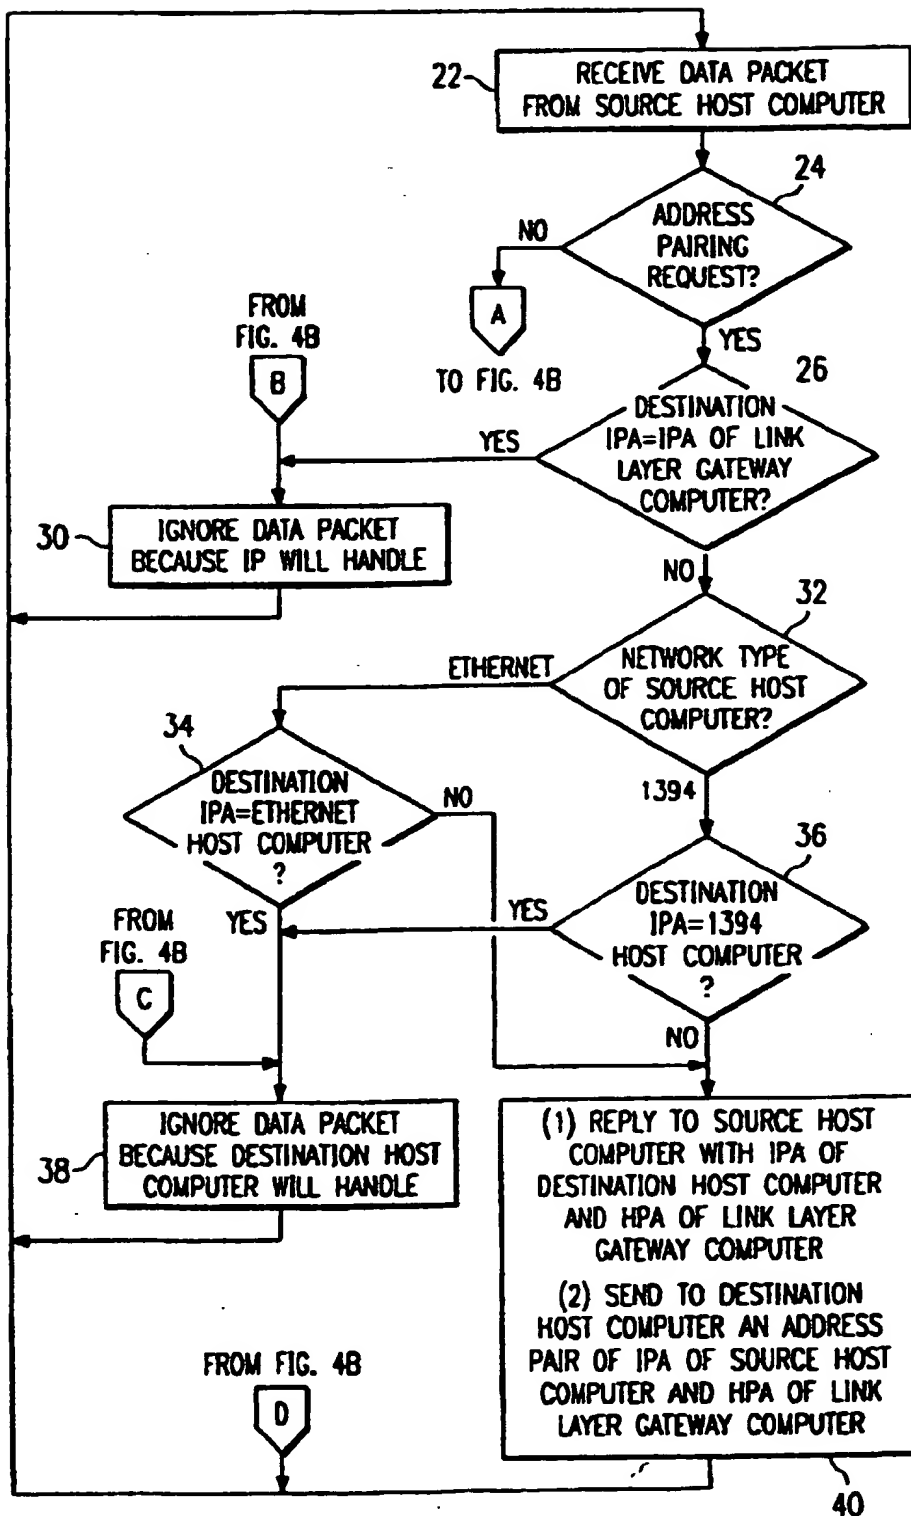 22
RECEIVE DATA PACKET
FROM SOURCE HOST COMPUTER
24
ADDRESS
PAIRING
REQUEST?
NO
A
TO FIG. 4B
YES
FROM
FIG. 4B
B
26
DESTINATION
IPA=IPA OF LINK
LAYER GATEWAY
COMPUTER?
YES
30
IGNORE DATA PACKET
BECAUSE IP WILL HANDLE
NO
32
NETWORK TYPE
OF SOURCE HOST
COMPUTER?
ETHERNET
1394
34
DESTINATION
IPA=ETHERNET
HOST COMPUTER
?
NO
YES
36
DESTINATION
IPA=1394
HOST COMPUTER
?
YES
NO
FROM
FIG. 4B
C
38
IGNORE DATA PACKET
BECAUSE DESTINATION HOST
COMPUTER WILL HANDLE
(1) REPLY TO SOURCE HOST
COMPUTER WITH IPA OF
DESTINATION HOST COMPUTER
AND HPA OF LINK LAYER
GATEWAY COMPUTER
(2) SEND TO DESTINATION
HOST COMPUTER AN ADDRESS
PAIR OF IPA OF SOURCE HOST
COMPUTER AND HPA OF LINK
LAYER GATEWAY COMPUTER
40
FROM FIG. 4B
D